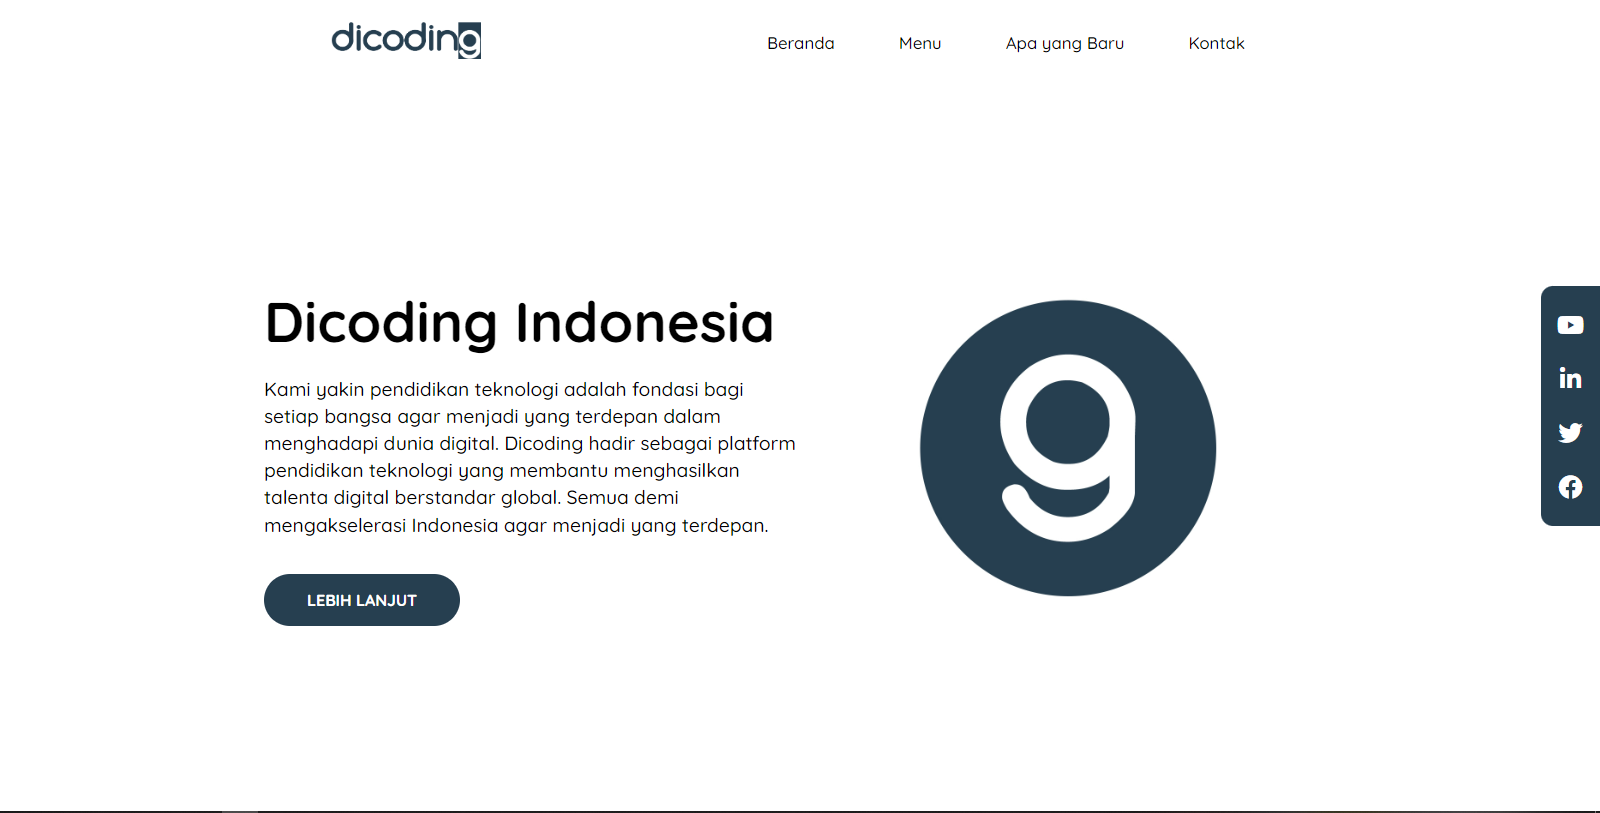 dicoding
Beranda
Menu
Apa yang Baru
Kontak
Dicoding Indonesia
Kami yakin pendidikan teknologi adalah fondasi bagi
setiap bangsa agar menjadi yang terdepan dalam
menghadapi dunia digital. Dicoding hadir sebagai platform
pendidikan teknologi yang membantu menghasilkan
talenta digital berstandar global. Semua demi
mengakselerasi Indonesia agar menjadi yang terdepan.
LEBIH LANJUT
g
in